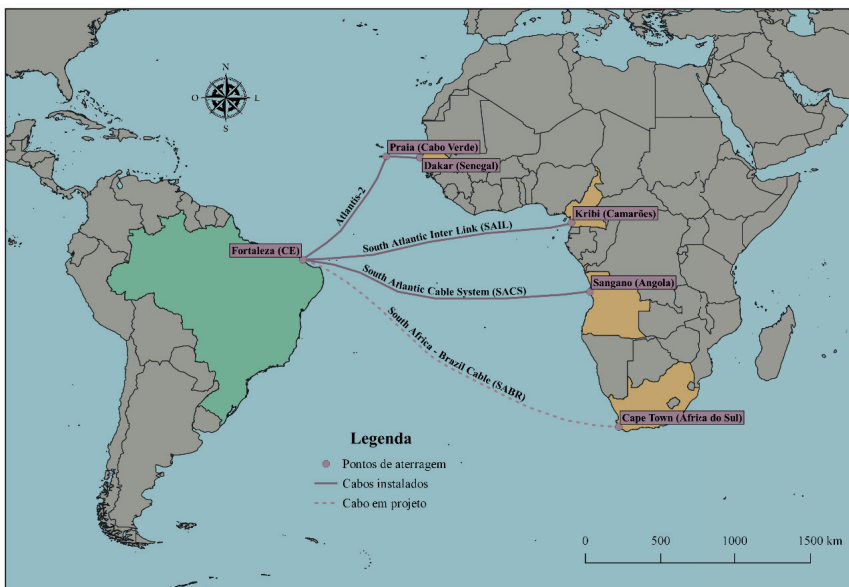 N
O
L
S
Praia (Cabo Verde)
Dakar (Senegal)
Atlantis-2
Kribi (Camarões)
South Atlantic Inter Link (SAIL)
Fortaleza (CE)
South Atlantic Cable System (SACS)
Sangano (Angola)
South Africa - Brazil Cable (SABR)
Cape Town (África do Sul)
Legenda
Pontos de aterragem
Cabos instalados
Cabo em projeto
0 500 1000 1500 km